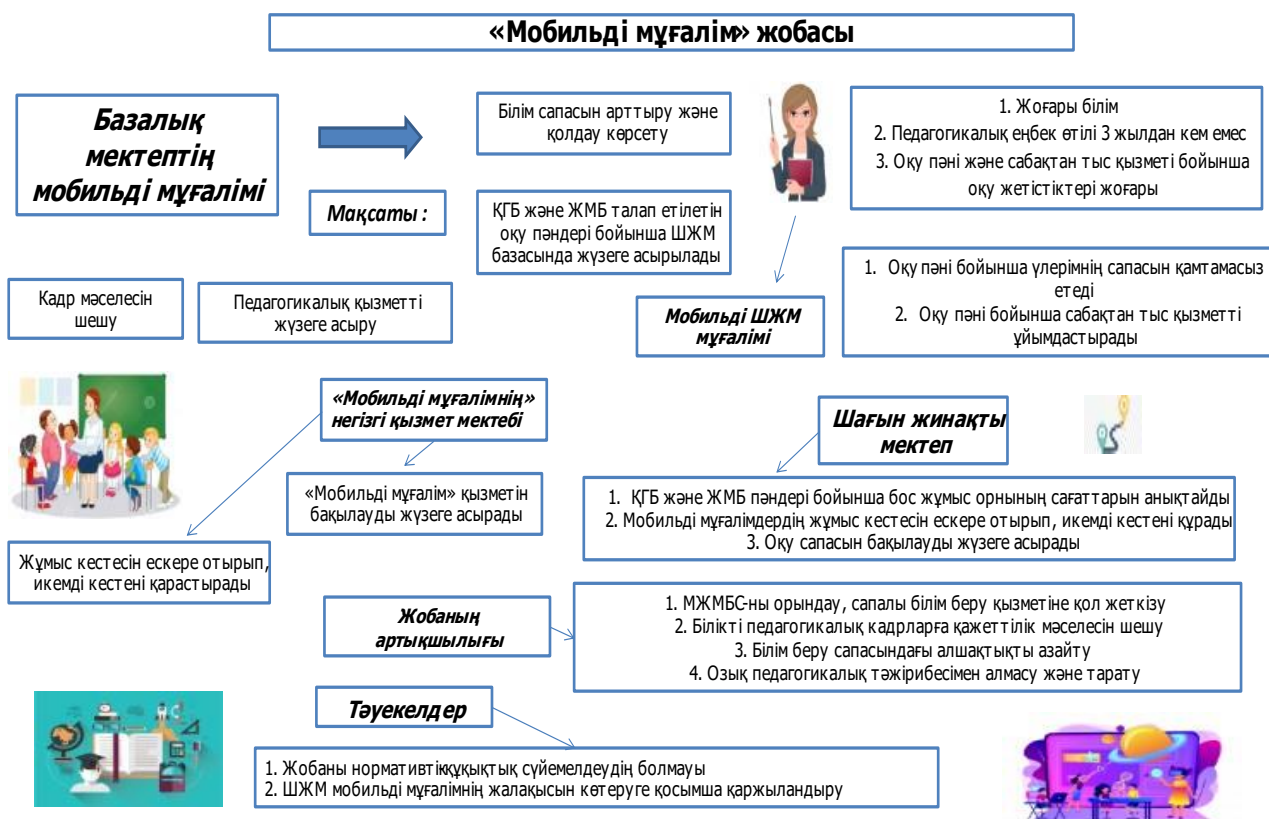 «Мобильді мұғалім» жобасы
Базалық
мектептің
мобильді мұғалімі
Білім сапасын арттыру және
қолдау көрсету
1. Жоғары білім
2. Педагогикалық еңбек өтілі 3 жылдан кем емес
3. Оқу пәні және сабақтан тыс қызметі бойынша
оқу жетістіктері жоғары
Мақсаты :
ҚГБ және ЖМБ талап етілетін
оқу пәндері бойынша ШЖМ
базасында жүзеге асырылады
Кадр мәселесін
шешу
Педагогикалық қызметті
жүзеге асыру
Мобильді ШЖМ
мұғалімі
1. Оқу пәні бойынша үлерімнің сапасын қамтамасыз
етеді
2. Оқу пәні бойынша сабақтан тыс қызметті
ұйымдастырады
«Мобильді мұғалімнің»
негізгі қызмет мектебі
Шағын жинақты
мектеп
«Мобильді мұғалім» қызметін
бақылауды жүзеге асырады
1. ҚГБ және ЖМБ пәндері бойынша бос жұмыс орнының сағаттарын анықтайды
2. Мобильді мұғалімдердің жұмыс кестесін ескере отырып, икемді кестені құрады
3. Оқу сапасын бақылауды жүзеге асырады
Жұмыс кестесін ескере отырып,
икемді кестені қарастырады
Жобаның
артықшылығы
1. МЖМБС-ны орындау, сапалы білім беру қызметіне қол жеткізу
2. Білікті педагогикалық кадрларға қажеттілік мәселесін шешу
3. Білім беру сапасындағы алшақтықты азайту
4. Озық педагогикалық тәжірибесімен алмасу және тарату
Тәуекелдер
1. Жобаны нормативтік-құқықтық сүйемелдеудің болмауы
2. ШЖМ мобильді мұғалімнің жалақысын көтеруге қосымша қаржыландыру